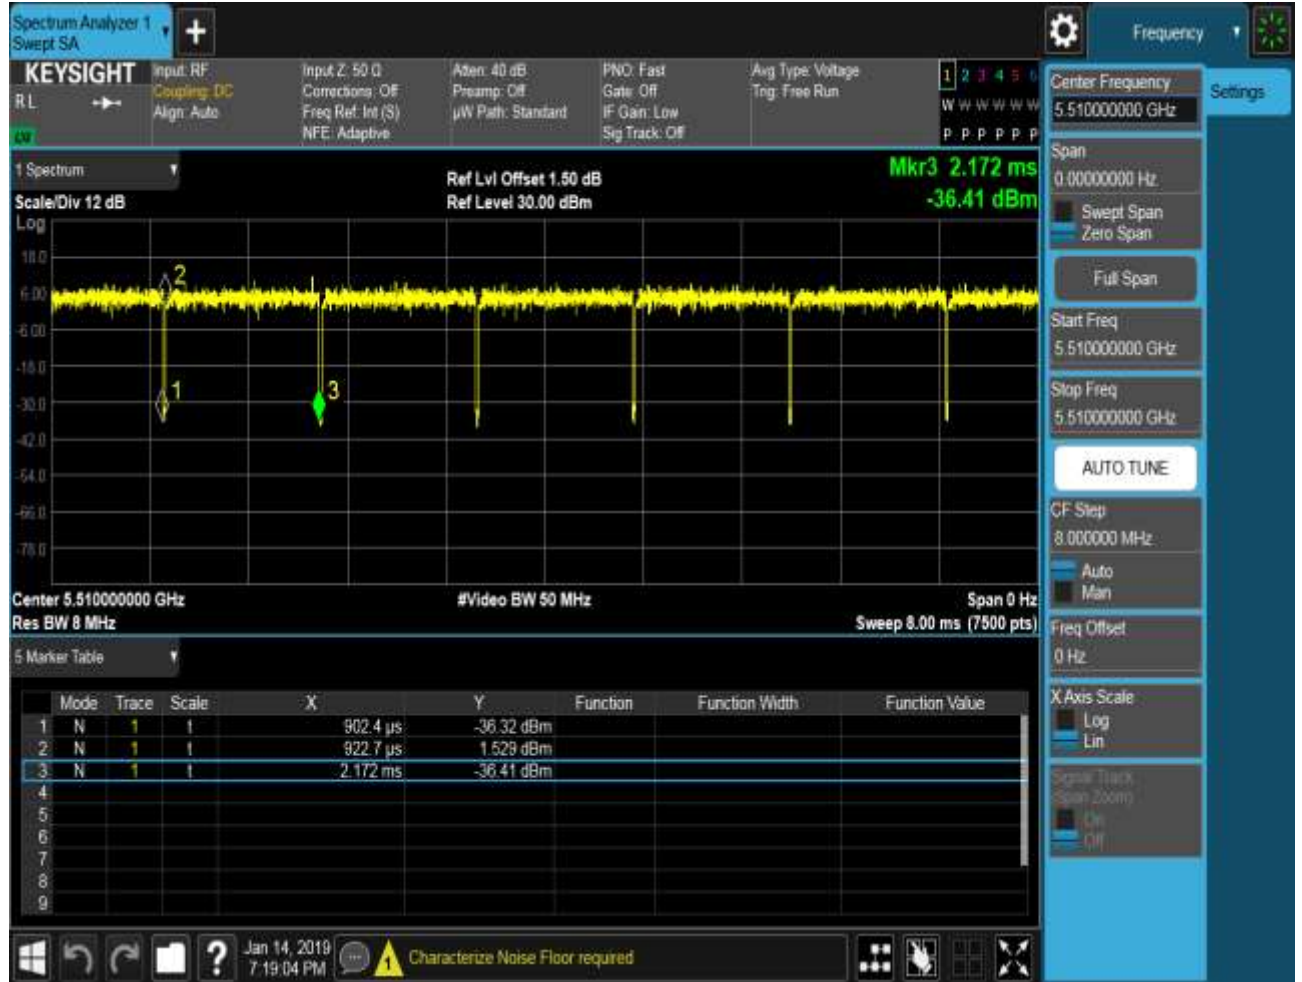 Spectrum Analyzer 1
Swept SA
Frequency
KEYSIGHT
R L
Input: RF
Coupling: DC
Align: Auto
Input Z: 50 Ω
Corrections: Off
Freq Ref: Int (S)
NFE: Adaptive
Atten: 40 dB
Preamp: Off
µW Path: Standard
PNO: Fast
Gate: Off
IF Gain: Low
Sig Track: Off
Avg Type: Voltage
Trig: Free Run
1 2 3 4 5 6
W W W W W W
P P P P P P
1 Spectrum
Scale/Div 12 dB
Ref Lvl Offset 1.50 dB
Ref Level 30.00 dBm
Mkr3 2.172 ms
-36.41 dBm
Log
18.0
6.00
-6.00
-18.0
-30.0
-42.0
-54.0
-66.0
-78.0
2
1
3
Center 5.510000000 GHz
Res BW 8 MHz
#Video BW 50 MHz
Span 0 Hz
Sweep 8.00 ms (7500 pts)
5 Marker Table
Mode Trace Scale X Y Function Function Width Function Value
1 N 1 t 902.4 µs -36.32 dBm
2 N 1 t 922.7 µs 1.529 dBm
3 N 1 t 2.172 ms -36.41 dBm
4
5
6
7
8
9
Center Frequency
5.510000000 GHz
Settings
Span
0.00000000 Hz
Swept Span
Zero Span
Full Span
Start Freq
5.510000000 GHz
Stop Freq
5.510000000 GHz
AUTO TUNE
CF Step
8.000000 MHz
Auto
Man
Freq Offset
0 Hz
X Axis Scale
Log
Lin
Signal Track
(Span Zoom)
On
Off
?
Jan 14, 2019
7:19:04 PM
1
Characterize Noise Floor required